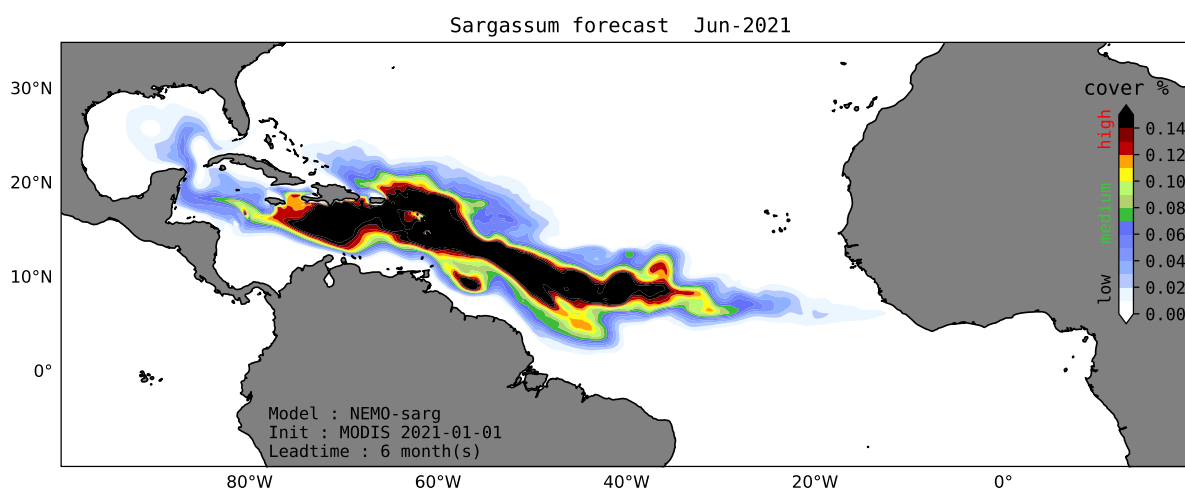 Sargassum forecast  Jun-2021
30°N
20°N
10°N
0°
cover %
high
medium
low
0.14
0.12
0.10
0.08
0.06
0.04
0.02
0.00
Model : NEMO-sarg
Init : MODIS 2021-01-01
Leadtime : 6 month(s)
80°W
60°W
40°W
20°W
0°